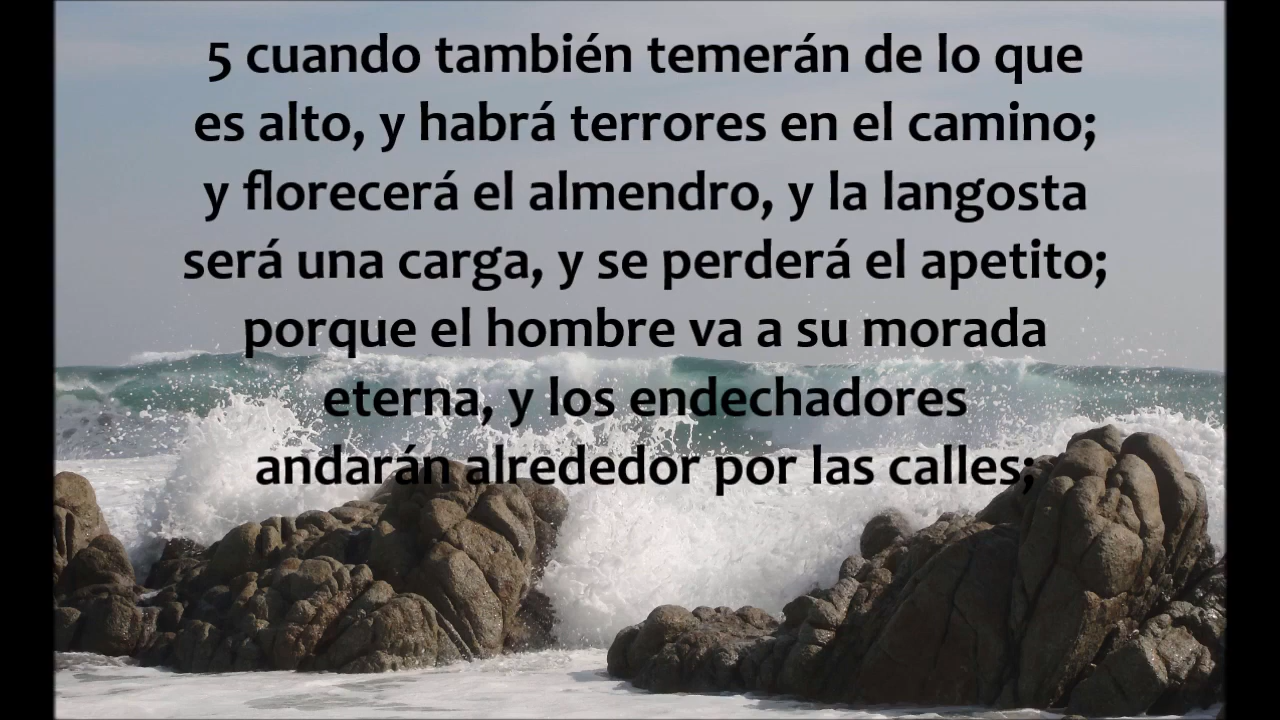 5 cuando también temerán de lo que
es alto, y habrá terrores en el camino;
y florecerá el almendro, y la langosta
será una carga, y se perderá el apetito;
porque el hombre va a su morada
eterna, y los endechadores
andarán alrededor por las calles;